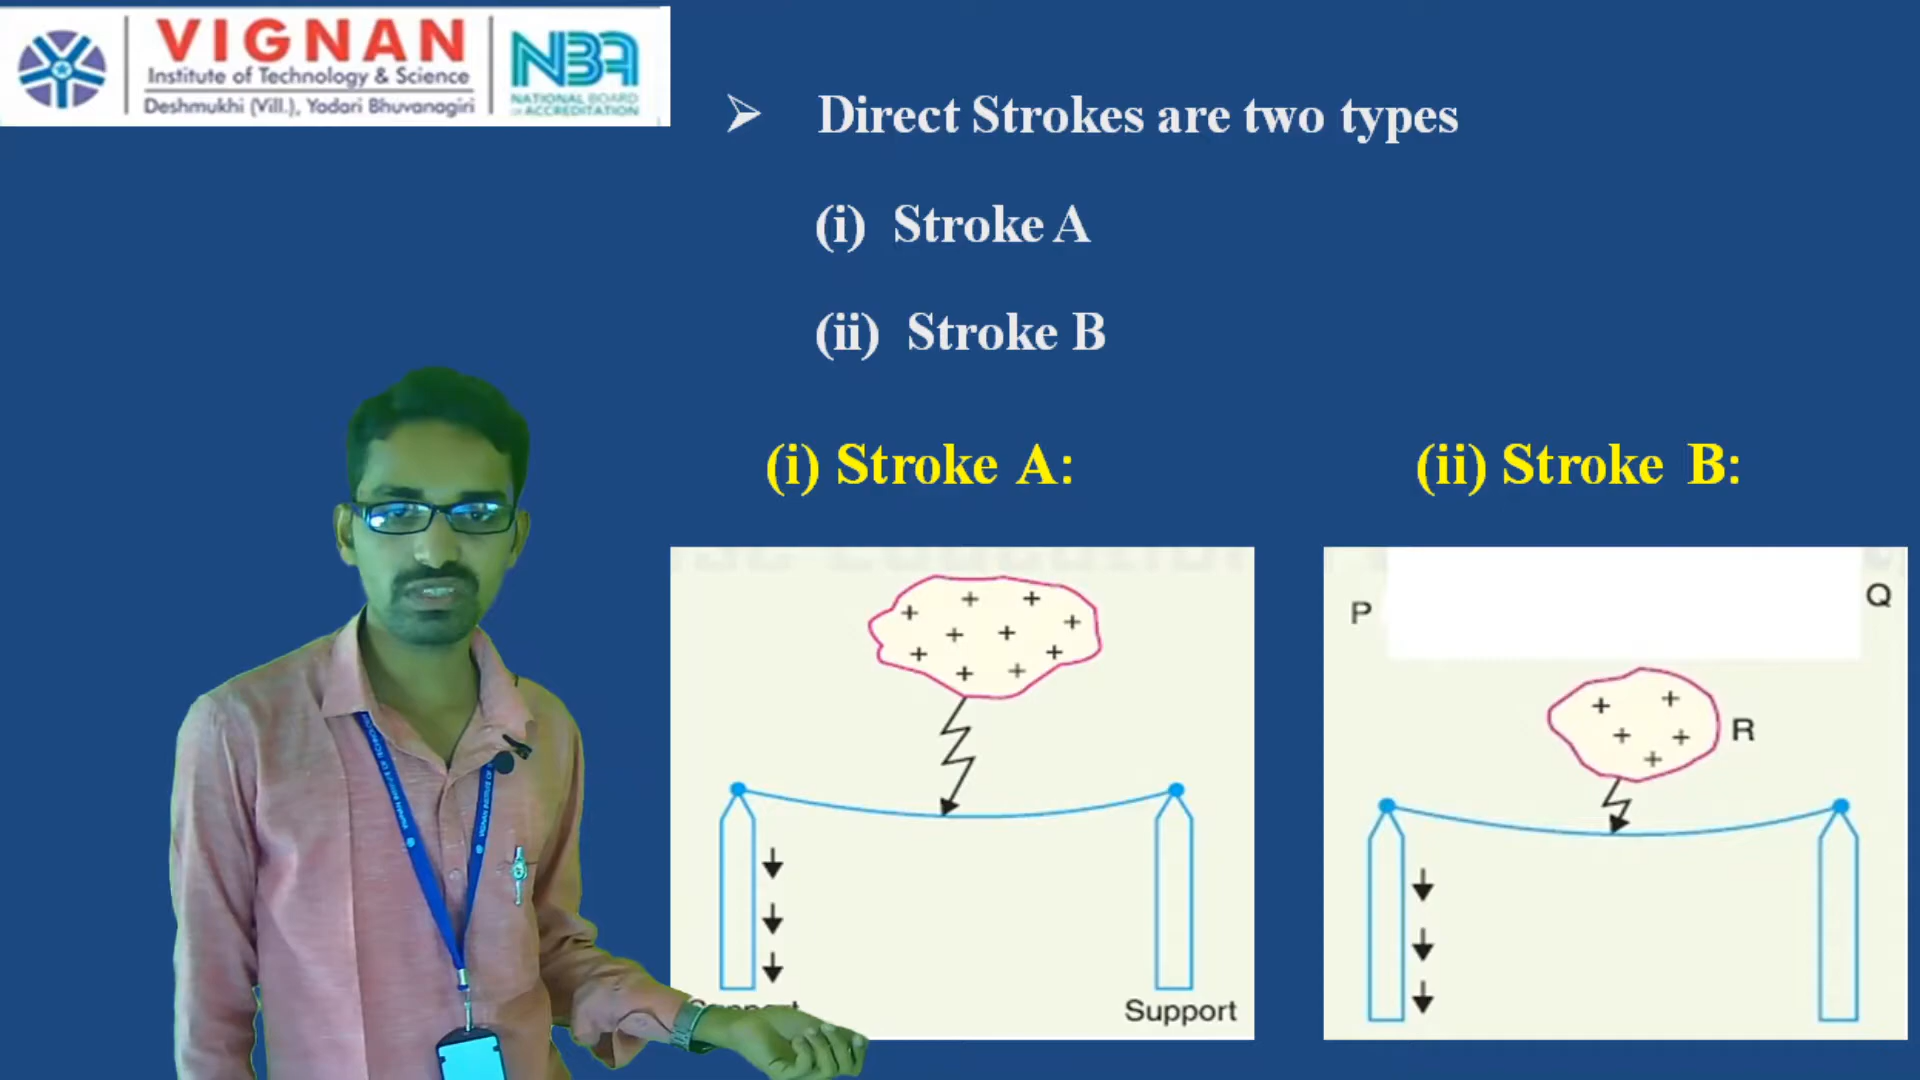 VIGNAN
Institute of Technology & Science
Deshmukhi (Vill.), Yadari Bhuvanagiri
NBA
NATIONAL BOARD
OF ACCREDITATION
➤ Direct Strokes are two types
(i) Stroke A
(ii) Stroke B
(i) Stroke A:
(ii) Stroke B:
P
Q
R
Support
Support